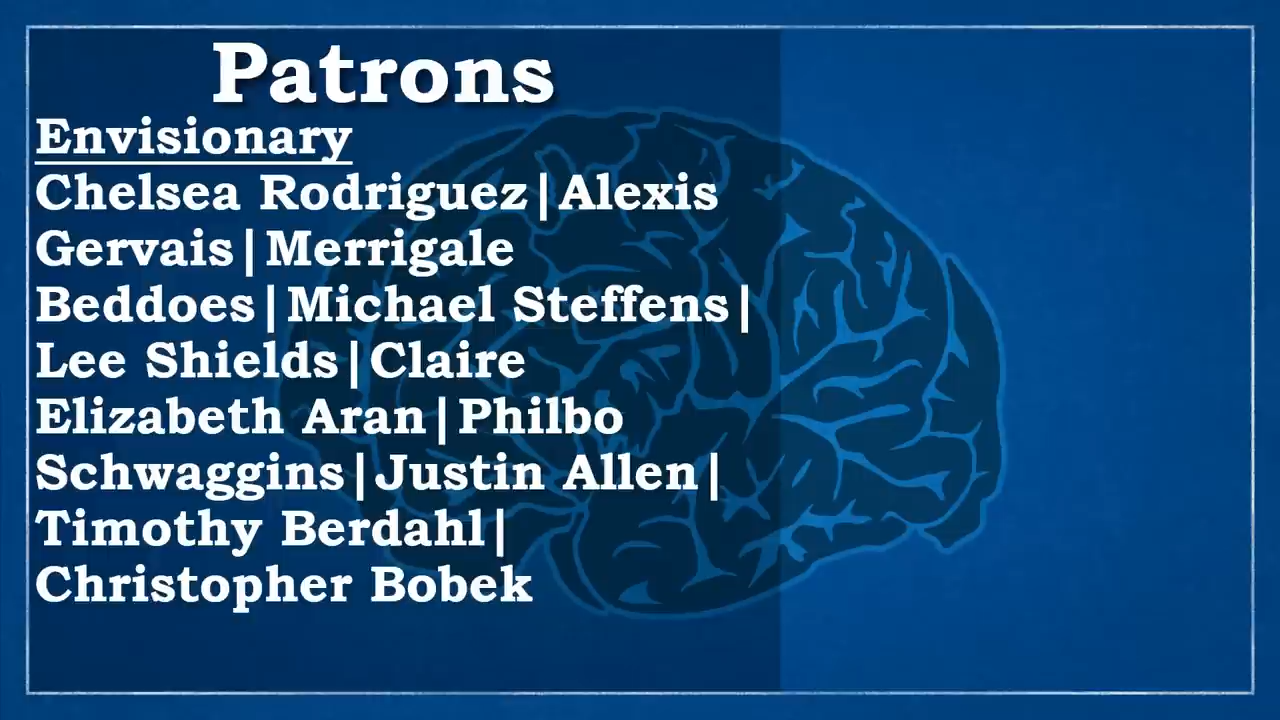 Patrons
Envisionary
Chelsea Rodriguez|Alexis
Gervais|Merrigale
Beddoes|Michael Steffens|
Lee Shields|Claire
Elizabeth Aran|Philbo
Schwaggins|Justin Allen|
Timothy Berdahl|
Christopher Bobek